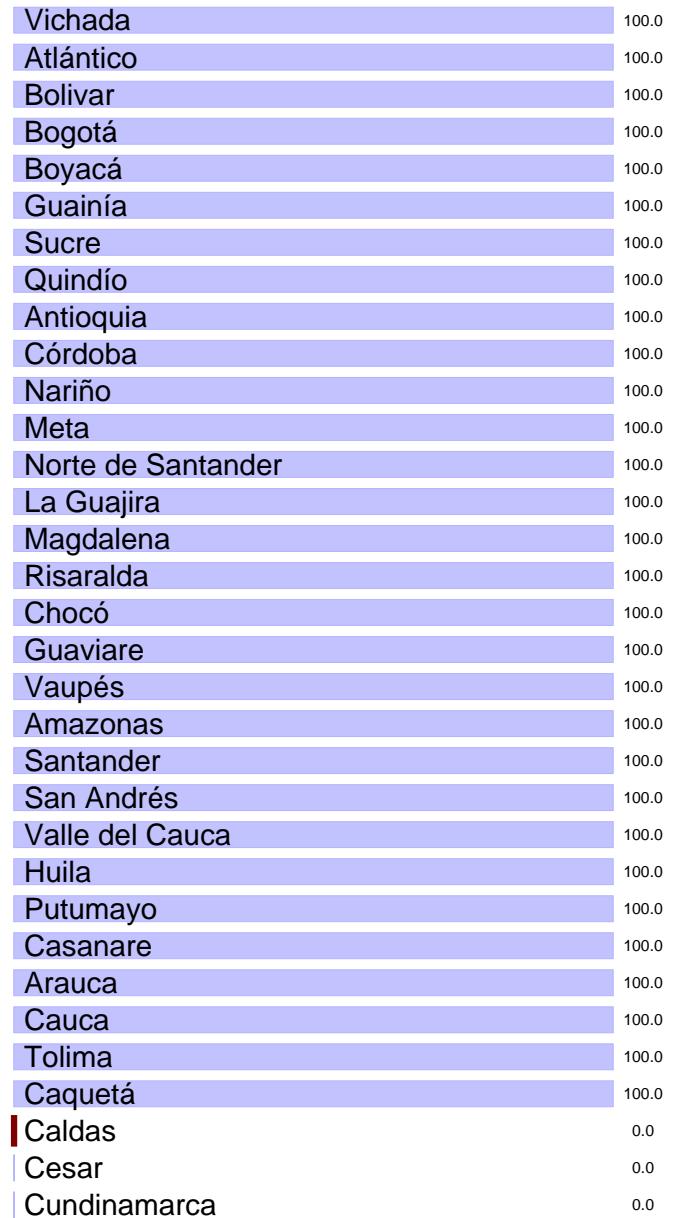 Vichada 100.0
Atlántico 100.0
Bolivar 100.0
Bogotá 100.0
Boyacá 100.0
Guainía 100.0
Sucre 100.0
Quindío 100.0
Antioquia 100.0
Córdoba 100.0
Nariño 100.0
Meta 100.0
Norte de Santander 100.0
La Guajira 100.0
Magdalena 100.0
Risaralda 100.0
Chocó 100.0
Guaviare 100.0
Vaupés 100.0
Amazonas 100.0
Santander 100.0
San Andrés 100.0
Valle del Cauca 100.0
Huila 100.0
Putumayo 100.0
Casanare 100.0
Arauca 100.0
Cauca 100.0
Tolima 100.0
Caquetá 100.0
Caldas 0.0
Cesar 0.0
Cundinamarca 0.0